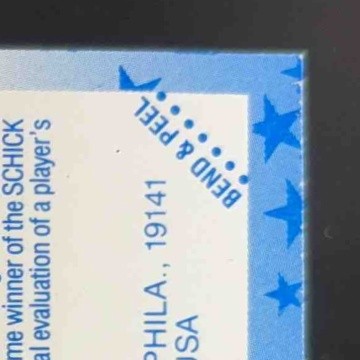 me winner of the SCHICK
al evaluation of a player's
PHILA., 19141
USA
BEND & PEEL